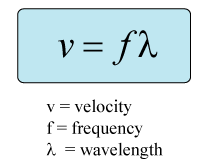 v = fλ
v = velocity
f = frequency
λ = wavelength